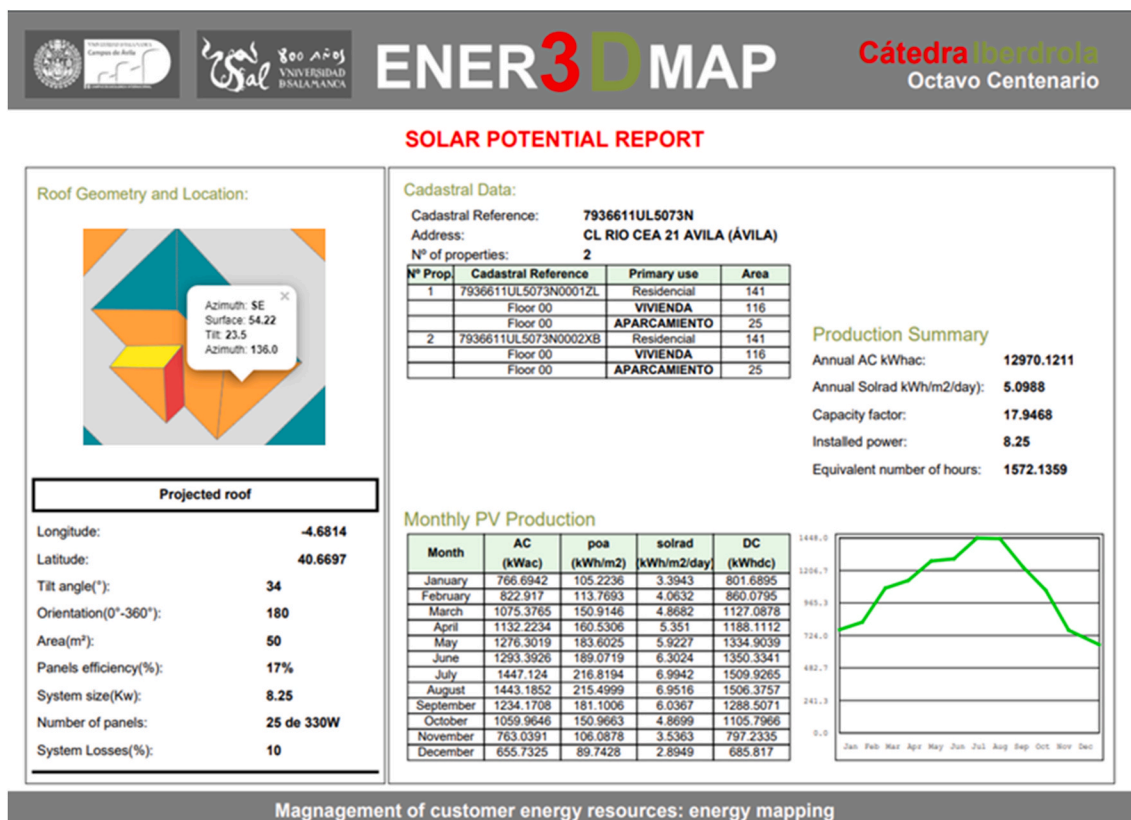 VNIVERSIDAD D SALAMANCA
Campus de Ávila
Vsal
800 AÑOS
VNIVERSIDAD
D SALAMANCA
ENER3DMAP
Cátedra Iberdrola
Octavo Centenario
SOLAR POTENTIAL REPORT
Roof Geometry and Location:
Azimuth: SE
Surface: 54.22
Tilt: 23.5
Azimuth: 136.0
Projected roof
Longitude: -4.6814
Latitude: 40.6697
Tilt angle(°): 34
Orientation(0°-360°): 180
Area(m²): 50
Panels efficiency(%): 17%
System size(Kw): 8.25
Number of panels: 25 de 330W
System Losses(%): 10
Cadastral Data:
Cadastral Reference: 7936611UL5073N
Address: CL RIO CEA 21 AVILA (ÁVILA)
Nº of properties: 2
Nº Prop. Cadastral Reference Primary use Area
1 7936611UL5073N0001ZL Residencial 141
Floor 00 VIVIENDA 116
Floor 00 APARCAMIENTO 25
2 7936611UL5073N0002XB Residencial 141
Floor 00 VIVIENDA 116
Floor 00 APARCAMIENTO 25
Production Summary
Annual AC kWhac: 12970.1211
Annual Solrad kWh/m2/day): 5.0988
Capacity factor: 17.9468
Installed power: 8.25
Equivalent number of hours: 1572.1359
Monthly PV Production
Month AC (kWac) poa (kWh/m2) solrad (kWh/m2/day) DC (kWhdc)
January 766.6942 105.2236 3.3943 801.6895
February 822.917 113.7693 4.0632 860.0795
March 1075.3765 150.9146 4.8682 1127.0878
April 1132.2234 160.5306 5.351 1188.1112
May 1276.3019 183.6025 5.9227 1334.9039
June 1293.3926 189.0719 6.3024 1350.3341
July 1447.124 216.8194 6.9942 1509.9265
August 1443.1852 215.4999 6.9516 1506.3757
September 1234.1708 181.1006 6.0367 1288.5071
October 1059.9646 150.9663 4.8699 1105.7966
November 763.0391 106.0878 3.5363 797.2335
December 655.7325 89.7428 2.8949 685.817
1448.0
1206.7
965.3
724.0
482.7
241.3
0.0
Jan Feb Mar Apr May Jun Jul Aug Sep Oct Nov Dec
Magnagement of customer energy resources: energy mapping